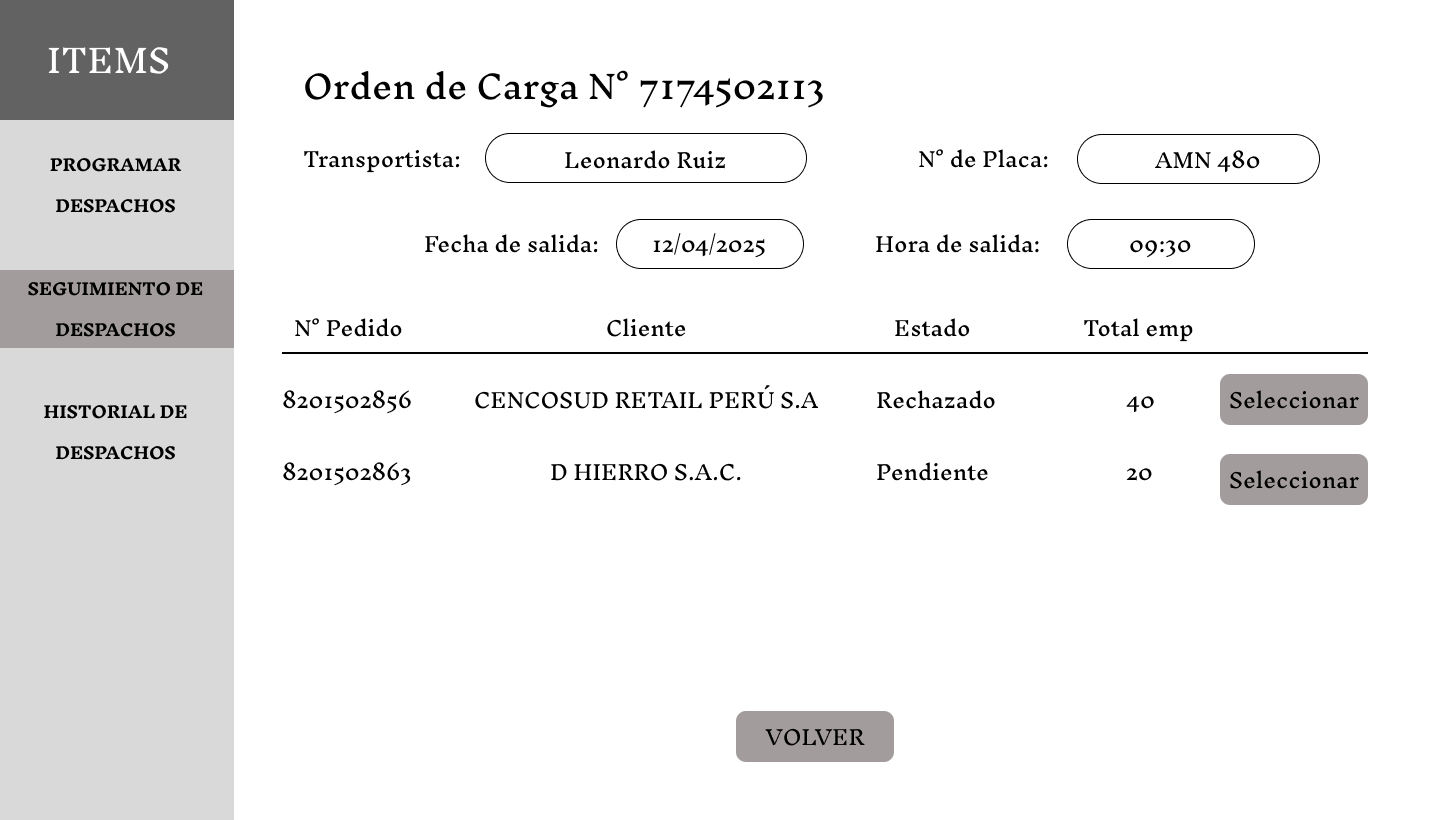 ITEMS
PROGRAMAR
DESPACHOS
SEGUIMIENTO DE
DESPACHOS
HISTORIAL DE
DESPACHOS
Orden de Carga N° 7174502113
Transportista: Leonardo Ruiz N° de Placa: AMN 480
Fecha de salida: 12/04/2025 Hora de salida: 09:30
N° Pedido Cliente Estado Total emp
8201502856 CENCOSUD RETAIL PERÚ S.A Rechazado 40 Seleccionar
8201502863 D HIERRO S.A.C. Pendiente 20 Seleccionar
VOLVER